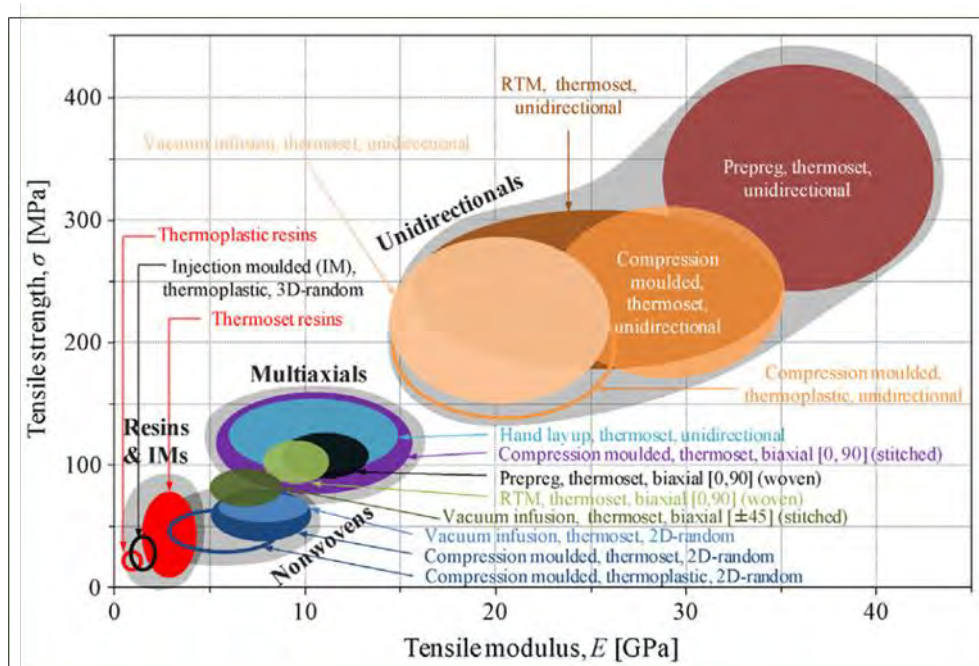 400
300
200
100
0
0
10
20
30
40
Tensile strength, σ [MPa]
Tensile modulus, E [GPa]
RTM, thermoset,
unidirectional
Vacuum infusion, thermoset, unidirectional
Prepreg, thermoset,
unidirectional
Unidirectionals
Thermoplastic resins
Injection moulded (IM),
thermoplastic, 3D-random
Thermoset resins
Compression
moulded,
thermoset,
unidirectional
Multiaxials
Compression moulded,
thermoplastic, unidirectional
Resins
& IMs
Hand layup, thermoset, unidirectional
Compression moulded, thermoset, biaxial [0, 90] (stitched)
Prepreg, thermoset, biaxial [0,90] (woven)
RTM, thermoset, biaxial [0,90] (woven)
Vacuum infusion, thermoset, biaxial [±45] (stitched)
Vacuum infusion, thermoset, 2D-random
Nonwovens
Compression moulded, thermoset, 2D-random
Compression moulded, thermoplastic, 2D-random